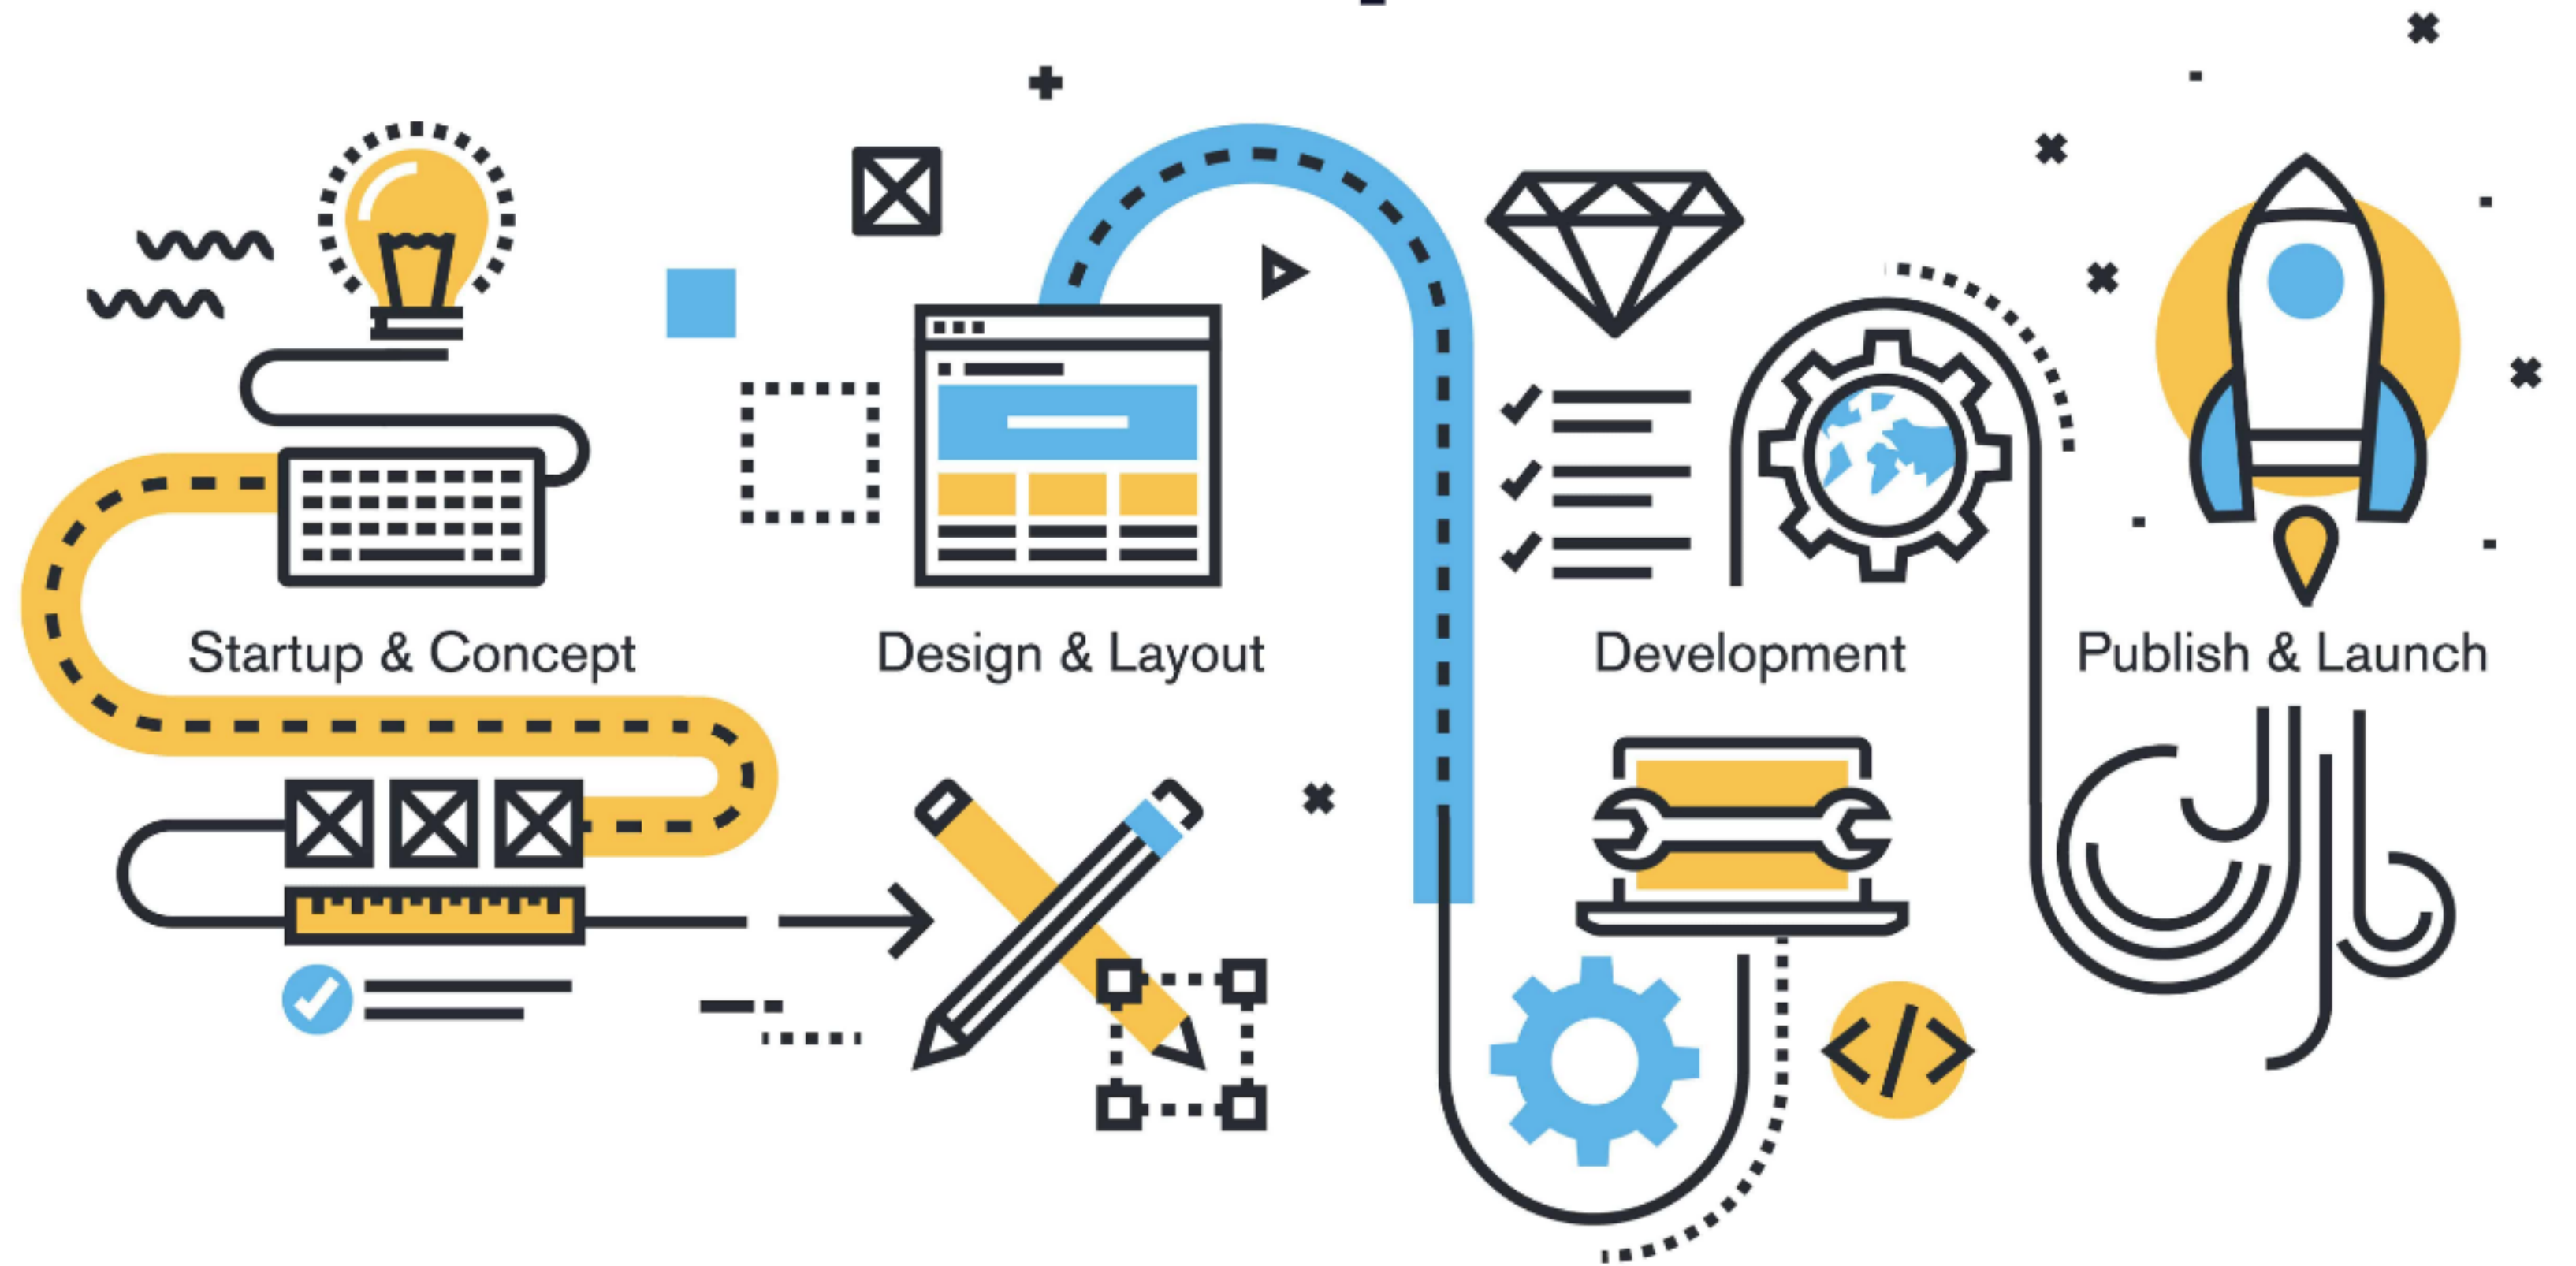 Startup & Concept
Design & Layout
Development
Publish & Launch